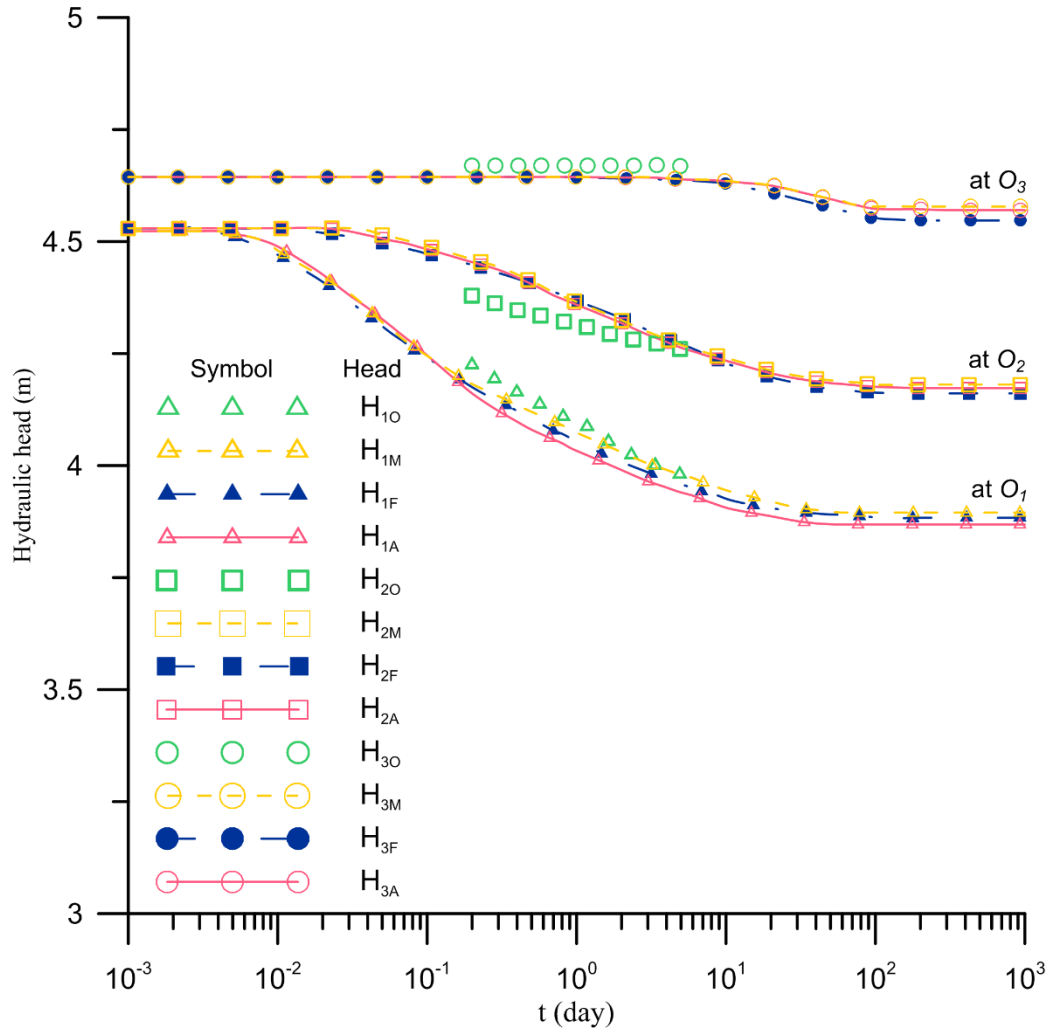 5
at O₃
4.5
at O₂
Symbol Head
H₁O
4
at O₁
H₁M
H₁F
H₁A
H₂O
H₂M
3.5
H₂F
H₂A
H₃O
H₃M
H₃F
H₃A
3
10⁻³ 10⁻² 10⁻¹ 10⁰ 10¹ 10² 10³
t (day)
Hydraulic head (m)